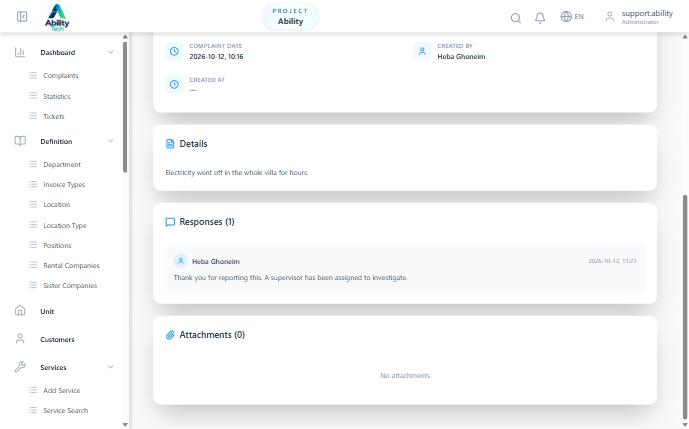 Ability
Tech
PROJECT
Ability
EN
support.ability
Administrator
Dashboard
Complaints
Statistics
Tickets
Definition
Department
Invoice Types
Location
Location Type
Positions
Rental Companies
Sister Companies
Unit
Customers
Services
Add Service
Service Search
COMPLAINT DATE
2026-10-12, 10:16
CREATED BY
Heba Ghoneim
CREATED AT
—
Details
Electricity went off in the whole villa for hours.
Responses (1)
Heba Ghoneim
2026-10-12, 11:23
Thank you for reporting this. A supervisor has been assigned to investigate.
Attachments (0)
No attachments